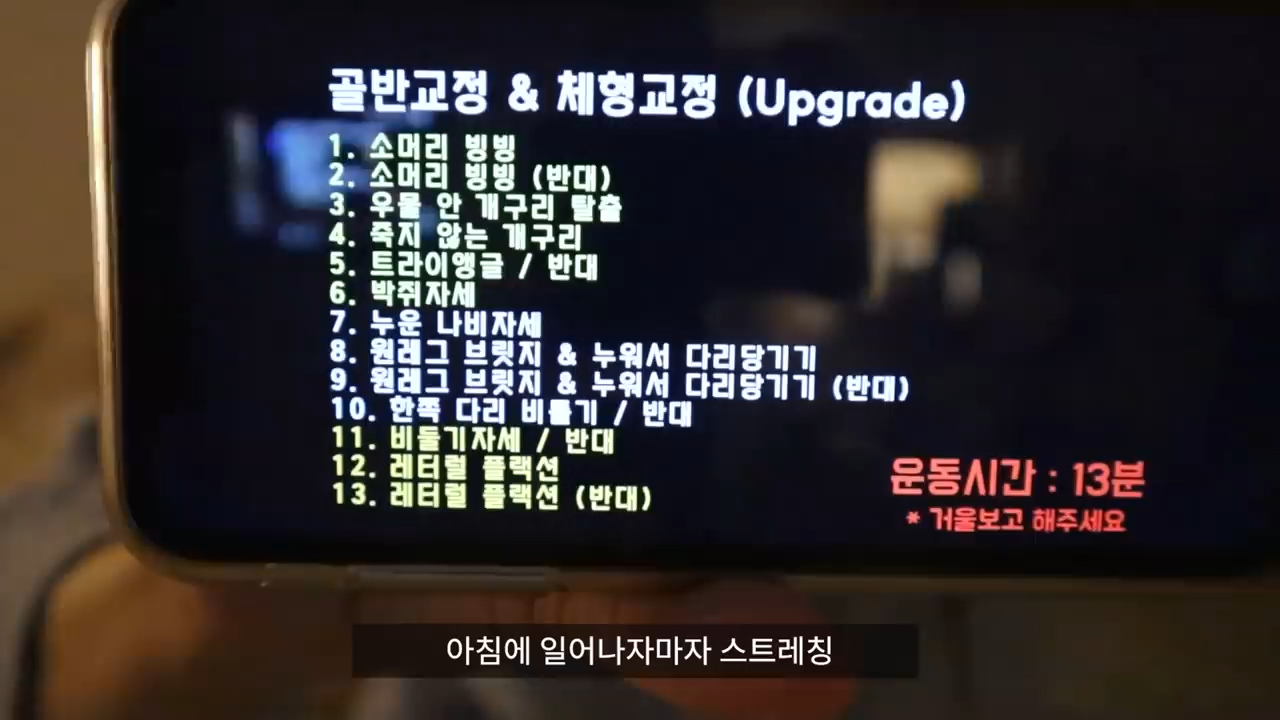 골반교정 & 체형교정 (Upgrade)
1. 소머리 빙빙
2. 소머리 빙빙 (반대)
3. 우물 안 개구리 탈출
4. 죽지 않는 개구리
5. 트라이앵글 / 반대
6. 박쥐자세
7. 누운 나비자세
8. 원레그 브릿지 & 누워서 다리당기기
9. 원레그 브릿지 & 누워서 다리당기기 (반대)
10. 한쪽 다리 비둘기 / 반대
11. 비둘기자세 / 반대
12. 레터럴 플랙션
13. 레터럴 플랙션 (반대)
운동시간 : 13분
* 거울보고 해주세요
아침에 일어나자마자 스트레칭